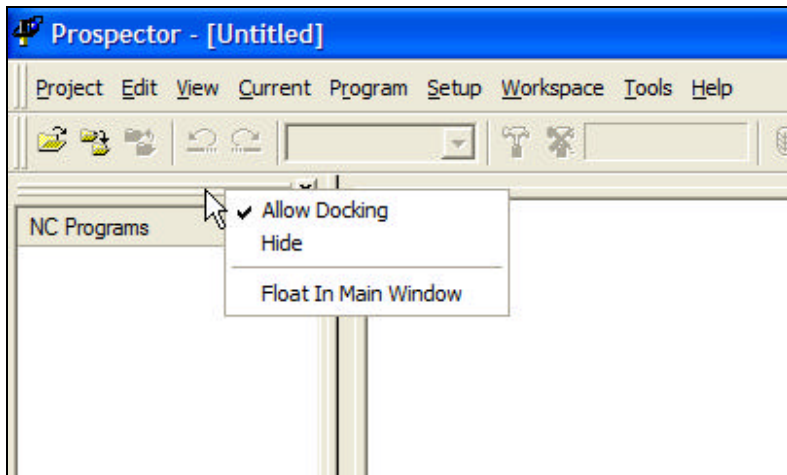 Prospector - [Untitled]
Project Edit View Current Program Setup Workspace Tools Help
NC Programs
Allow Docking
Hide
Float In Main Window